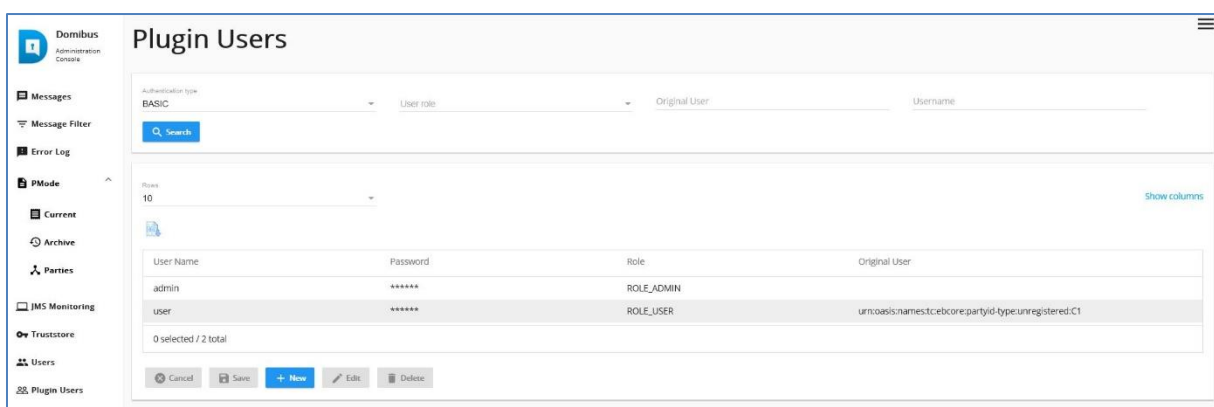 Domibus
Administration
Console
Messages
Message Filter
Error Log
PMode
Current
Archive
Parties
JMS Monitoring
Truststore
Users
Plugin Users
Plugin Users
Authentication type
BASIC
User role
Original User
Username
Search
Rows
10
Show columns
User Name Password Role Original User
admin ****** ROLE_ADMIN
user ****** ROLE_USER urn:oasis:names:tc:ebcore:partyid-type:unregistered:C1
0 selected / 2 total
Cancel Save + New Edit Delete